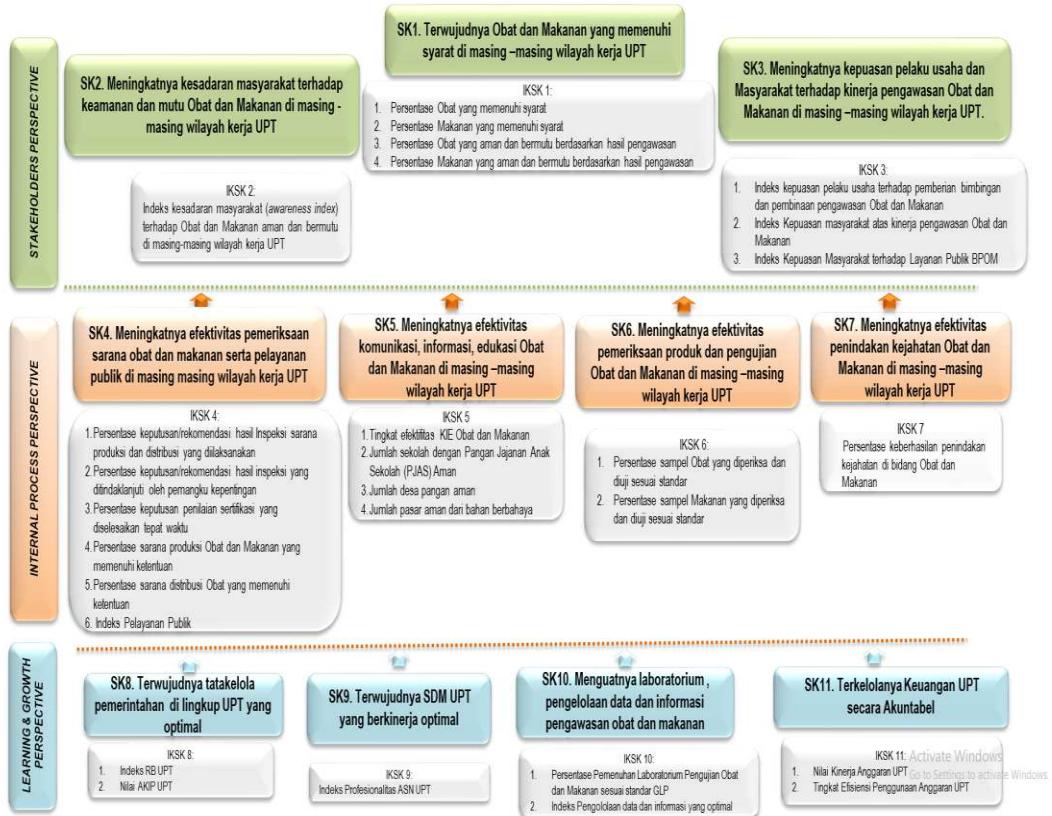 STAKEHOLDERS PERSPECTIVE
SK1. Terwujudnya Obat dan Makanan yang memenuhi
syarat di masing –masing wilayah kerja UPT
IKSK 1:
1. Persentase Obat yang memenuhi syarat
2. Persentase Makanan yang memenuhi syarat
3. Persentase Obat yang aman dan bermutu berdasarkan hasil pengawasan
4. Persentase Makanan yang aman dan bermutu berdasarkan hasil pengawasan
SK2. Meningkatnya kesadaran masyarakat terhadap
keamanan dan mutu Obat dan Makanan di masing -
masing wilayah kerja UPT
IKSK 2:
Indeks kesadaran masyarakat (awareness index)
terhadap Obat dan Makanan aman dan bermutu
di masing-masing wilayah kerja UPT
SK3. Meningkatnya kepuasan pelaku usaha dan
Masyarakat terhadap kinerja pengawasan Obat dan
Makanan di masing –masing wilayah kerja UPT.
IKSK 3:
1. Indeks kepuasan pelaku usaha terhadap pemberian bimbingan
dan pembinaan pengawasan Obat dan Makanan
2. Indeks Kepuasan masyarakat atas kinerja pengawasan Obat dan
Makanan
3. Indeks Kepuasan Masyarakat terhadap Layanan Publik BPOM
INTERNAL PROCESS PERSPECTIVE
SK4. Meningkatnya efektivitas pemeriksaan
sarana obat dan makanan serta pelayanan
publik di masing masing wilayah kerja UPT
IKSK 4:
1. Persentase keputusan/rekomendasi hasil Inspeksi sarana
produksi dan distribusi yang dilaksanakan
2. Persentase keputusan/rekomendasi hasil inspeksi yang
ditindaklanjuti oleh pemangku kepentingan
3. Persentase keputusan penilaian sertifikasi yang
diselesaikan tepat waktu
4. Persentase sarana produksi Obat dan Makanan yang
memenuhi ketentuan
5. Persentase sarana distribusi Obat yang memenuhi
ketentuan
6. Indeks Pelayanan Publik
SK5. Meningkatnya efektivitas
komunikasi, informasi, edukasi Obat
dan Makanan di masing –masing
wilayah kerja UPT
IKSK 5
1. Tingkat efektifitas KIE Obat dan Makanan
2. Jumlah sekolah dengan Pangan Jajanan Anak
Sekolah (PJAS) Aman
3. Jumlah desa pangan aman
4. Jumlah pasar aman dari bahan berbahaya
SK6. Meningkatnya efektivitas
pemeriksaan produk dan pengujian
Obat dan Makanan di masing –masing
wilayah kerja UPT
IKSK 6:
1. Persentase sampel Obat yang diperiksa dan
diuji sesuai standar
2. Persentase sampel Makanan yang diperiksa
dan diuji sesuai standar
SK7. Meningkatnya efektivitas
penindakan kejahatan Obat dan
Makanan di masing –masing
wilayah kerja UPT
IKSK 7
Persentase keberhasilan penindakan
kejahatan di bidang Obat dan
Makanan
LEARNING & GROWTH
PERSPECTIVE
SK8. Terwujudnya tatakelola
pemerintahan di lingkup UPT yang
optimal
IKSK 8:
1. Indeks RB UPT
2. Nilai AKIP UPT
SK9. Terwujudnya SDM UPT
yang berkinerja optimal
IKSK 9:
Indeks Profesionalitas ASN UPT
SK10. Menguatnya laboratorium ,
pengelolaan data dan informasi
pengawasan obat dan makanan
IKSK 10:
1. Persentase Pemenuhan Laboratorium Pengujian Obat
dan Makanan sesuai standar GLP
2. Indeks Pengololaan data dan informasi yang optimal
SK11. Terkelolanya Keuangan UPT
secara Akuntabel
IKSK 11:
1. Nilai Kinerja Anggaran UPT
2. Tingkat Efisiensi Penggunaan Anggaran UPT
Activate Windows
Go to Settings to activate Windows.